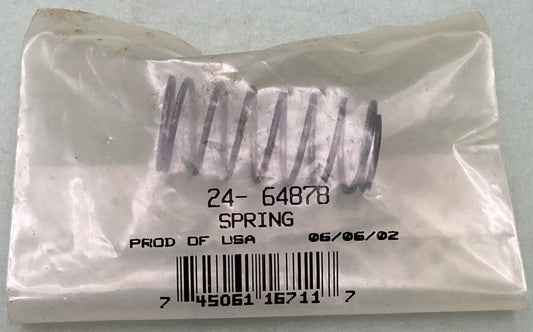 24- 64878
SPRING
PROD OF USA 06/06/02
7 45061 16711 7